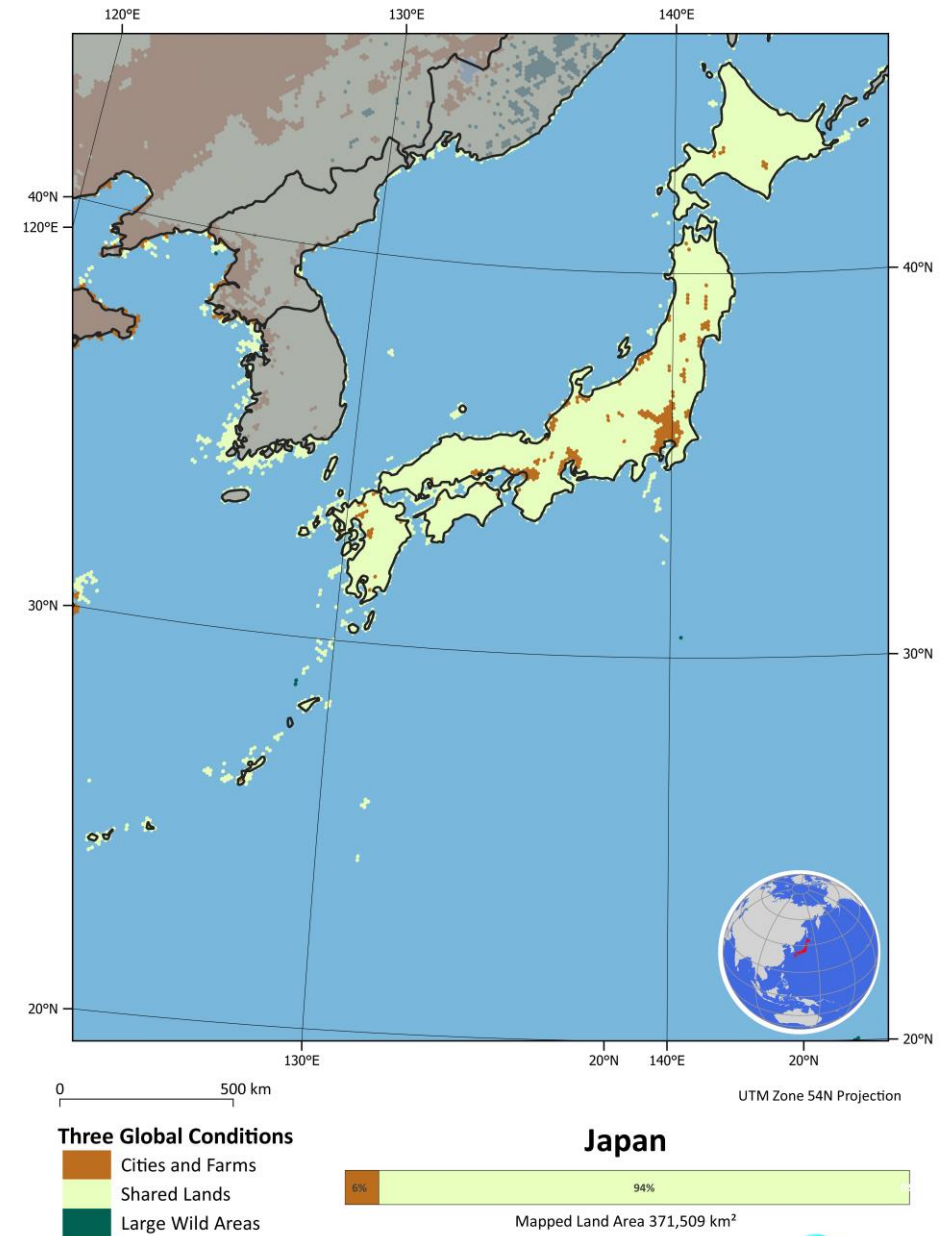 120°E 130°E 140°E
40°N
120°E
40°N
30°N
30°N
20°N
20°N
130°E 20°N 140°E 20°N
0 500 km
UTM Zone 54N Projection
Three Global Conditions
Cities and Farms
Shared Lands
Large Wild Areas
Japan
6% 94%
Mapped Land Area 371,509 km²